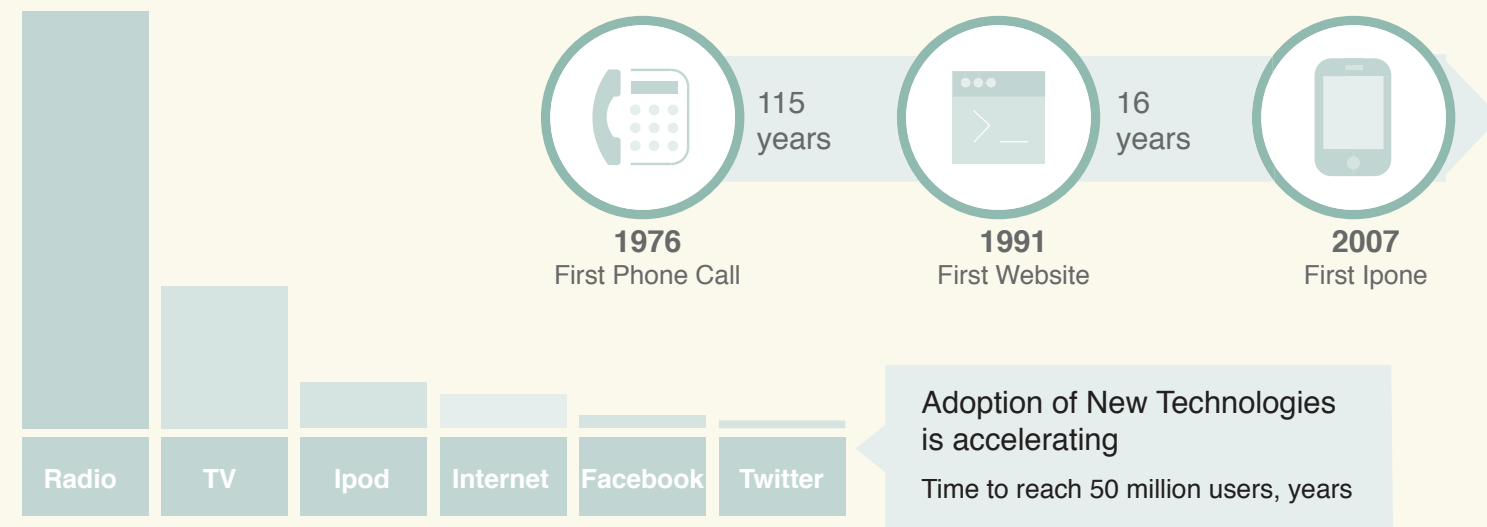 115
years
16
years
1976
First Phone Call
1991
First Website
2007
First Ipone
Radio
TV
Ipod
Internet
Facebook
Twitter
Adoption of New Technologies
is accelerating
Time to reach 50 million users, years